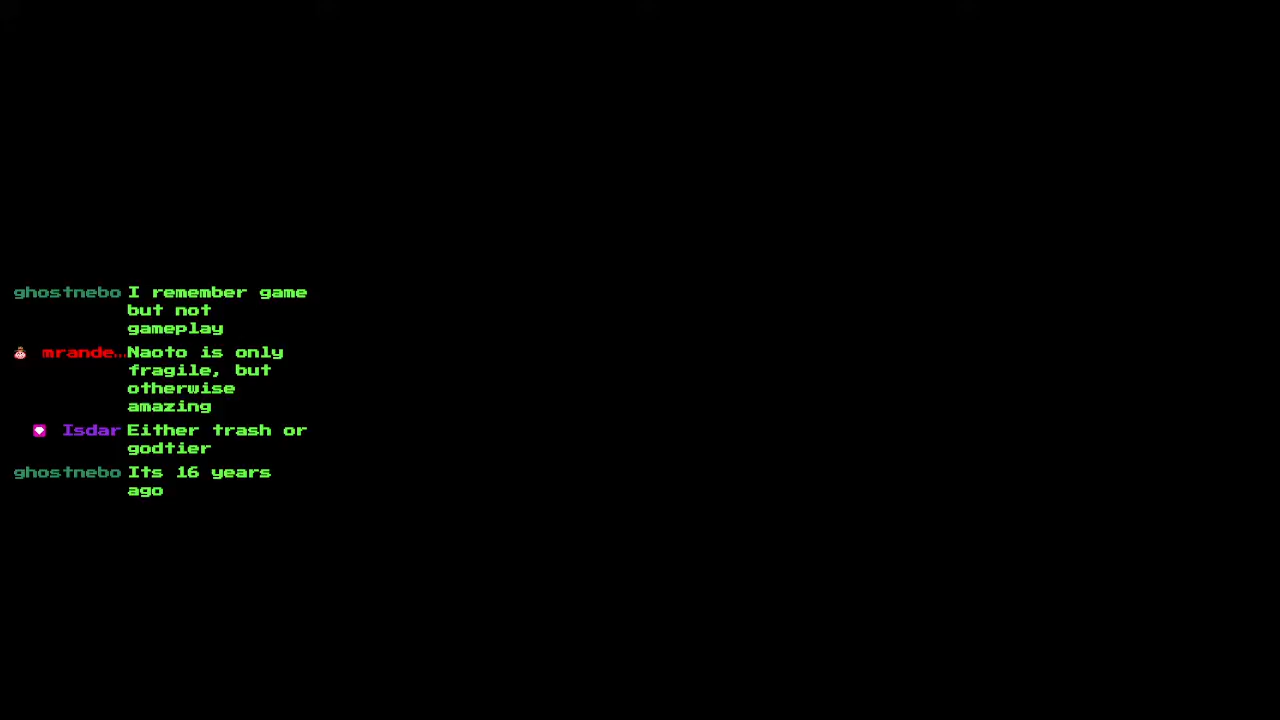 ghostnebo I remember game
but not
gameplay
mrande… Naoto is only
fragile, but
otherwise
amazing
Isdar Either trash or
godtier
ghostnebo Its 16 years
ago